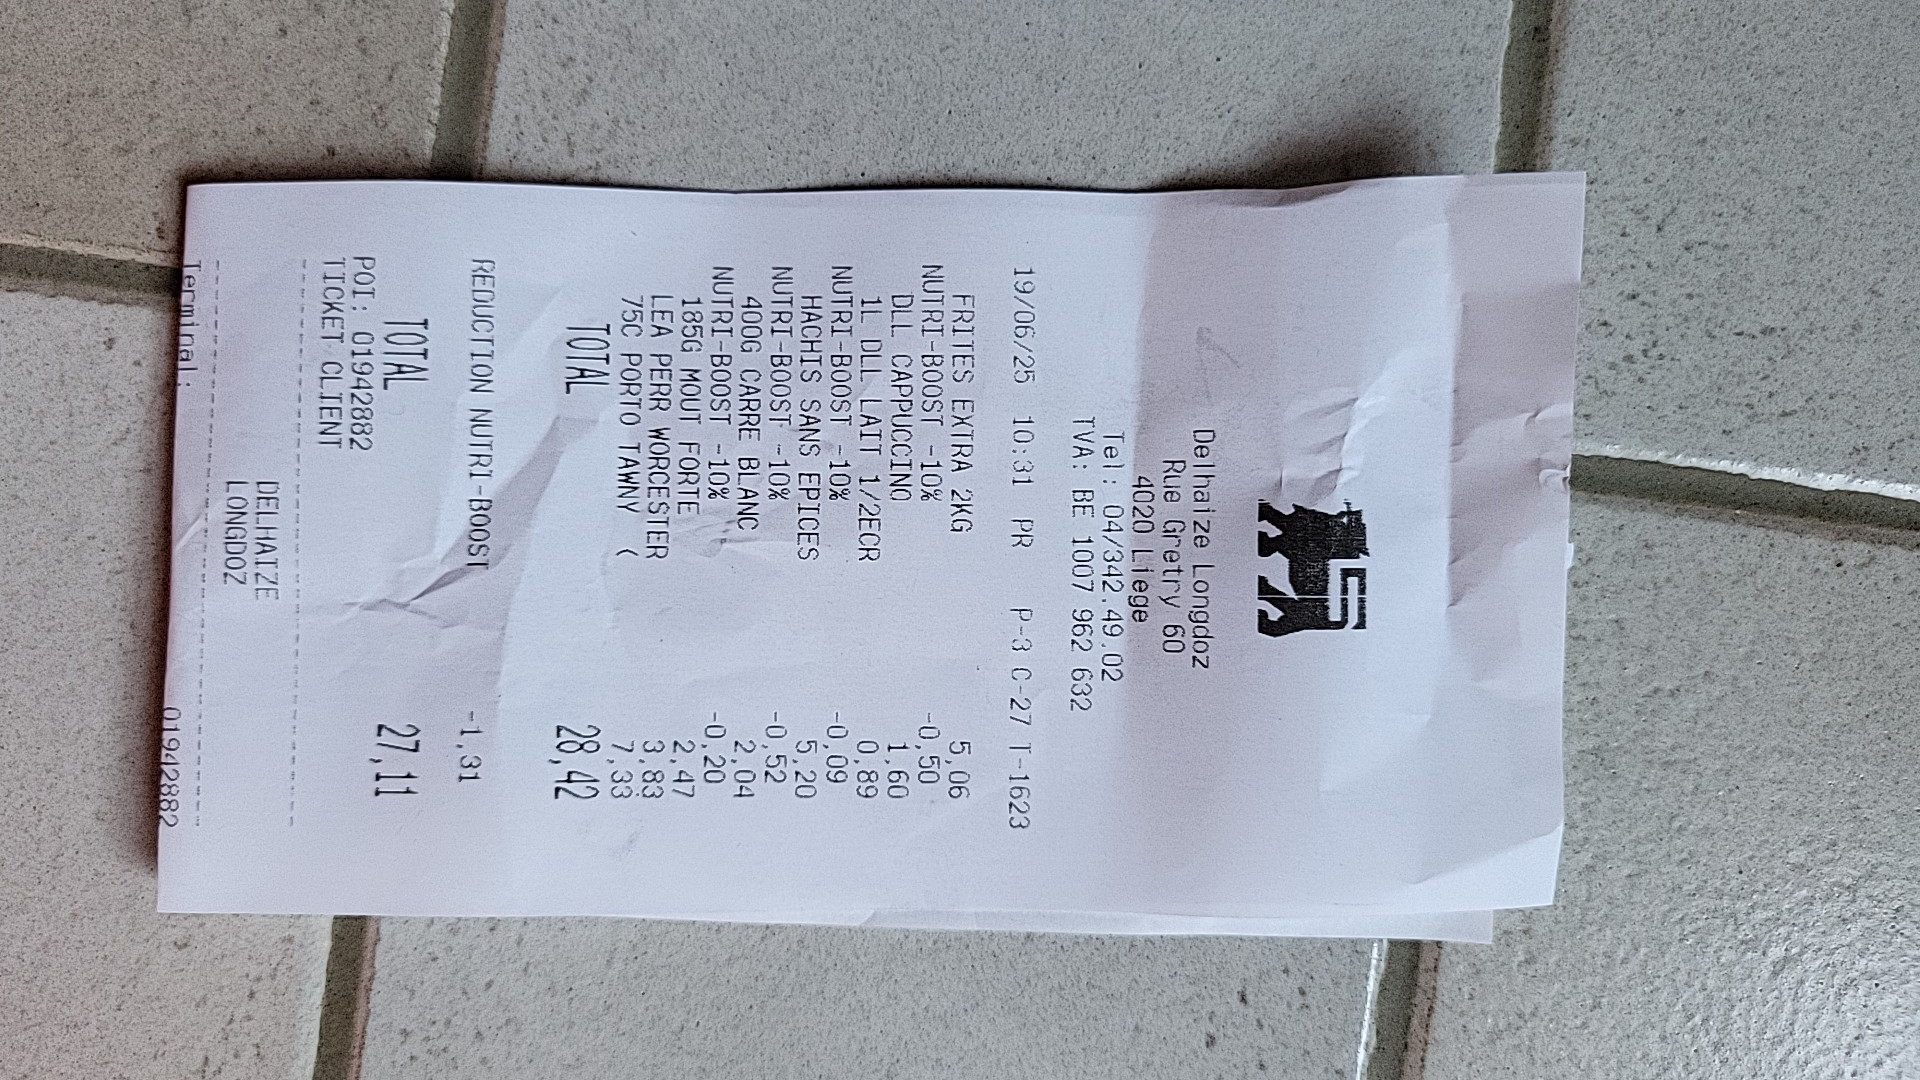 Delhaize Longdoz
Rue Gretry 60
4020 Liege
Tel: 04/342.49.02
TVA: BE 1007 962 632
19/06/25 10:31 PR P-3 C-27 T-1623
FRITES EXTRA 2KG 5,06
NUTRI-BOOST -10% -0,50
DLL CAPPUCCINO 1,60
1L DLL LAIT 1/2ECR 0,89
NUTRI-BOOST -10% -0,09
HACHIS SANS EPICES 5,20
NUTRI-BOOST -10% -0,52
400G CARRE BLANC 2,04
NUTRI-BOOST -10% -0,20
185G MOUT FORTE 2,47
LEA PERR WORCESTER 3,83
75C PORTO TAWNY ( 7,33
TOTAL 28,42
REDUCTION NUTRI-BOOST -1,31
TOTAL 27,11
POI: 01942882
TICKET CLIENT
DELHAIZE
LONGDOZ
Terminal: 01942882